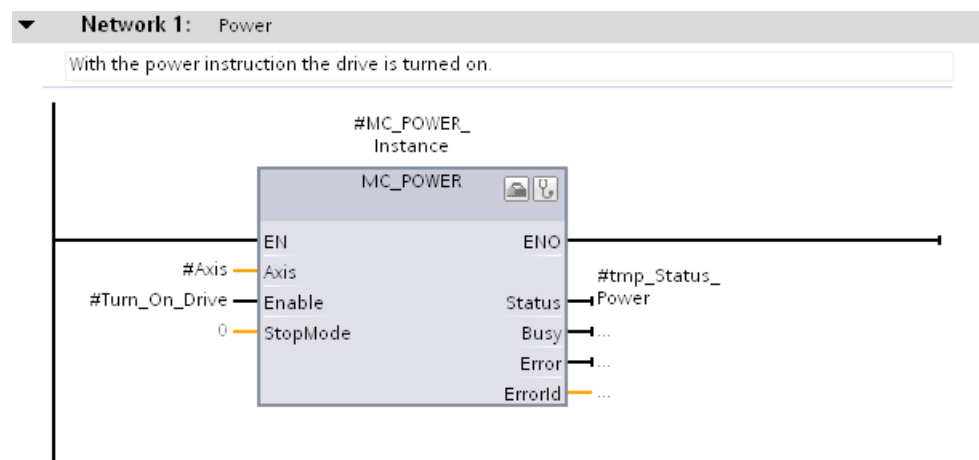 Network 1: Power
With the power instruction the drive is turned on.
#MC_POWER_
Instance
MC_POWER
EN ENO
#Axis Axis
#tmp_Status_
#Turn_On_Drive Enable Status Power
0 StopMode Busy ...
Error ...
ErrorId ...